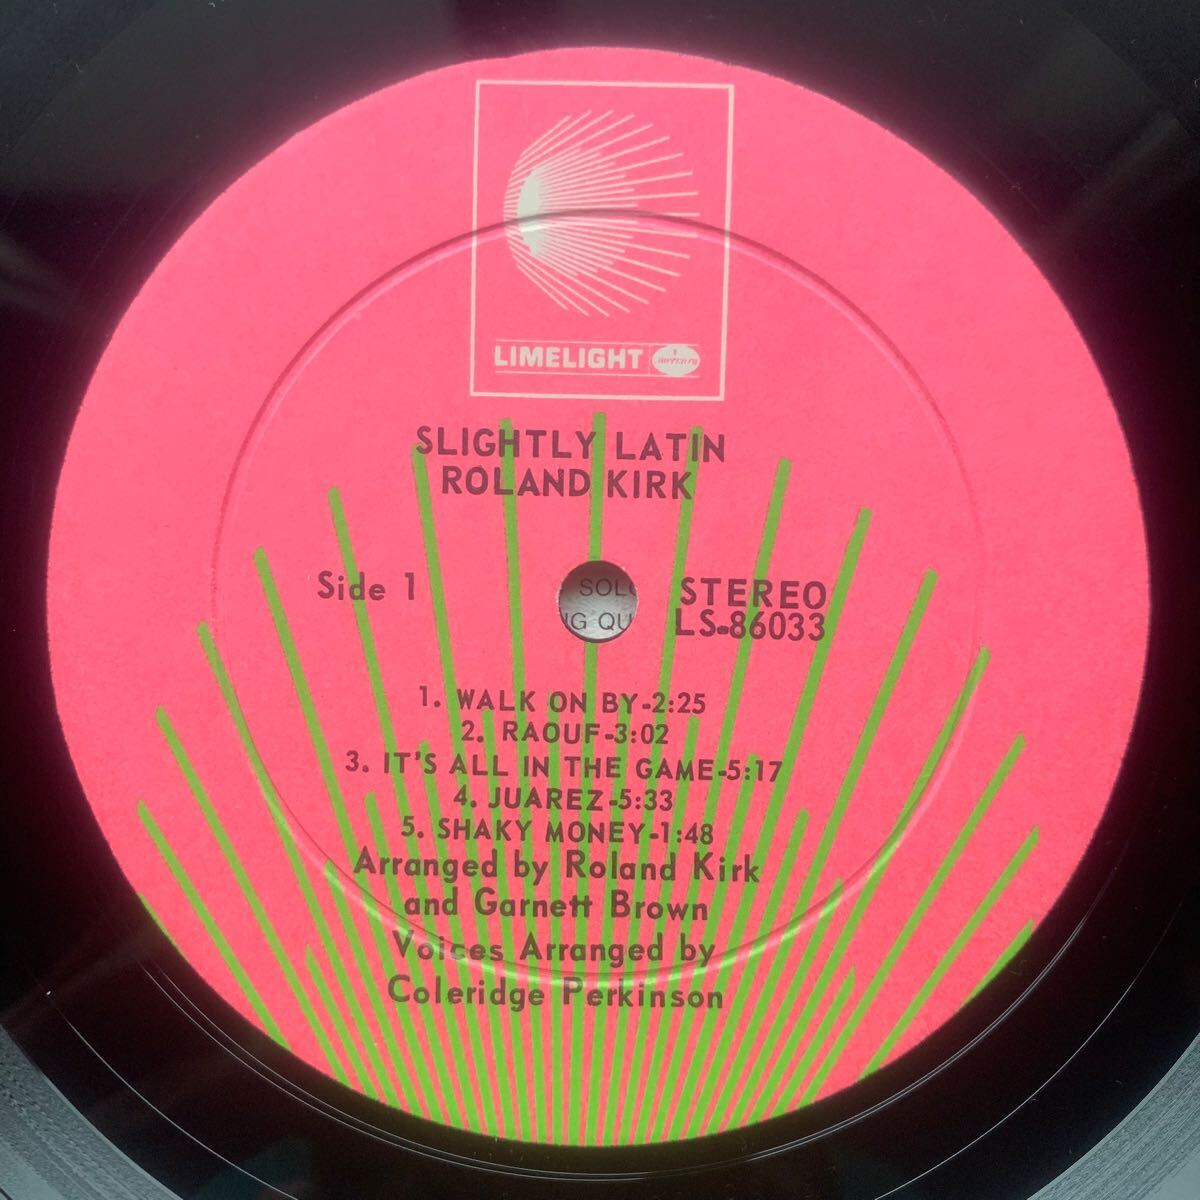 LIMELIGHT
SLIGHTLY LATIN
ROLAND KIRK
Side 1
STEREO
LS-86033
1. WALK ON BY-2:25
2. RAOUF-3:02
3. IT'S ALL IN THE GAME-5:17
4. JUAREZ-5:33
5. SHAKY MONEY-1:48
Arranged by Roland Kirk
and Garnett Brown
Voices Arranged by
Coleridge Perkinson